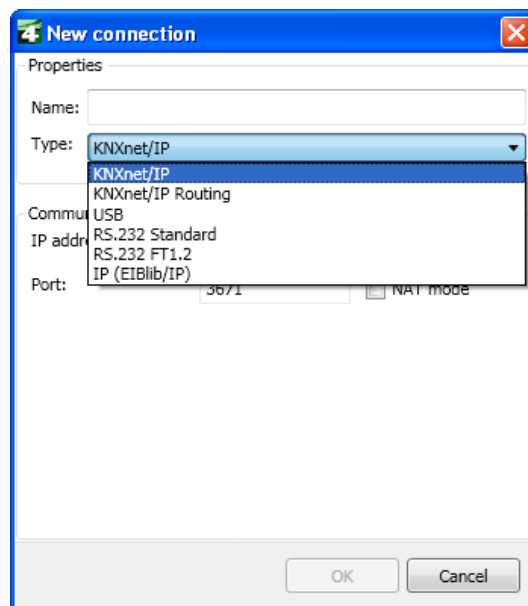 4 New connection
Properties
Name:
Type: KNXnet/IP
KNXnet/IP
KNXnet/IP Routing
USB
RS.232 Standard
RS.232 FT1.2
IP (EIBlib/IP)
Commu
IP addr
Port: 3671 NAT mode
OK Cancel